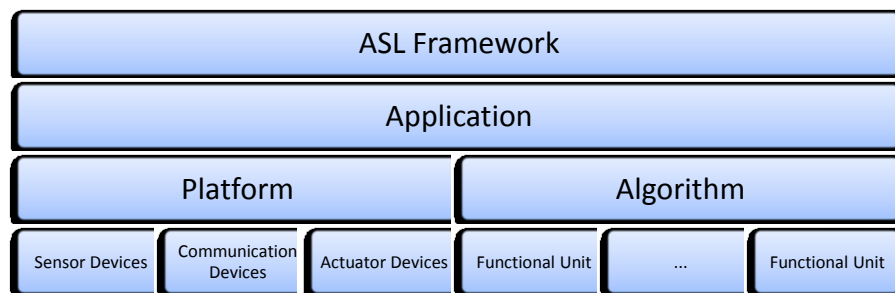 ASL Framework
Application
Platform
Algorithm
Sensor Devices
Communication
Devices
Actuator Devices
Functional Unit
...
Functional Unit